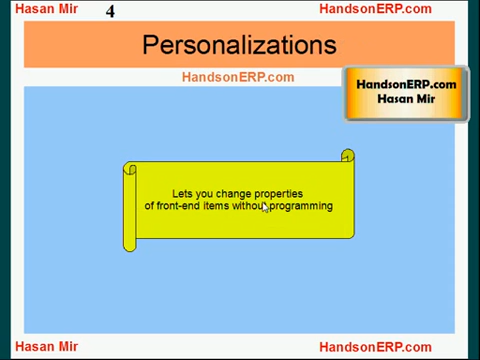 Hasan Mir 4 HandsonERP.com
Personalizations
HandsonERP.com
HandsonERP.com
Hasan Mir
Lets you change properties
of front-end items without programming
Hasan Mir HandsonERP.com